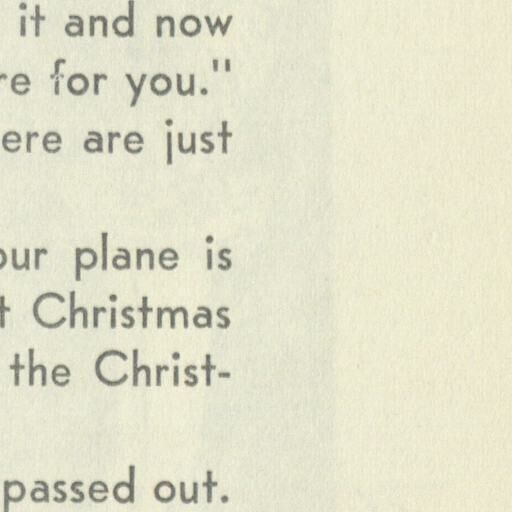 it and now
re for you."
ere are just
our plane is
t Christmas
the Christ-
passed out.